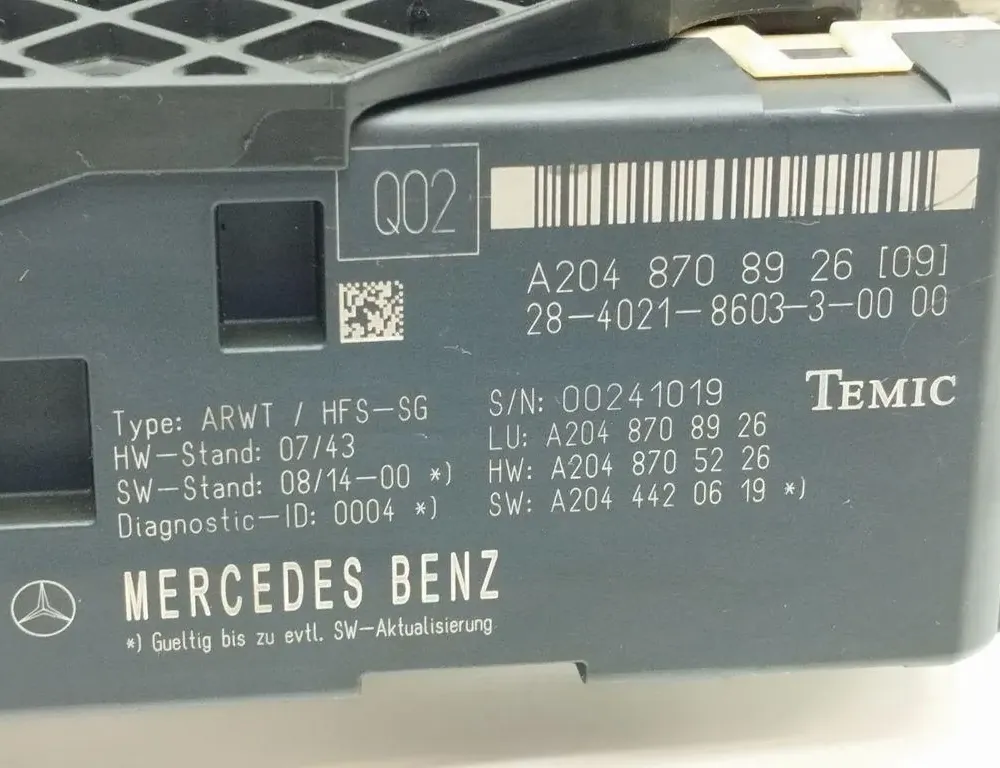 Q02
A204 870 89 26 [09]
28-4021-8603-3-00 00
TEMIC
Type: ARWT / HFS-SG
HW-Stand: 07/43
SW-Stand: 08/14-00 *)
Diagnostic-ID: 0004 *)
S/N: 00241019
LU: A204 870 89 26
HW: A204 870 52 26
SW: A204 442 06 19 *)
MERCEDES BENZ
*) Gueltig bis zu evtl. SW-Aktualisierung